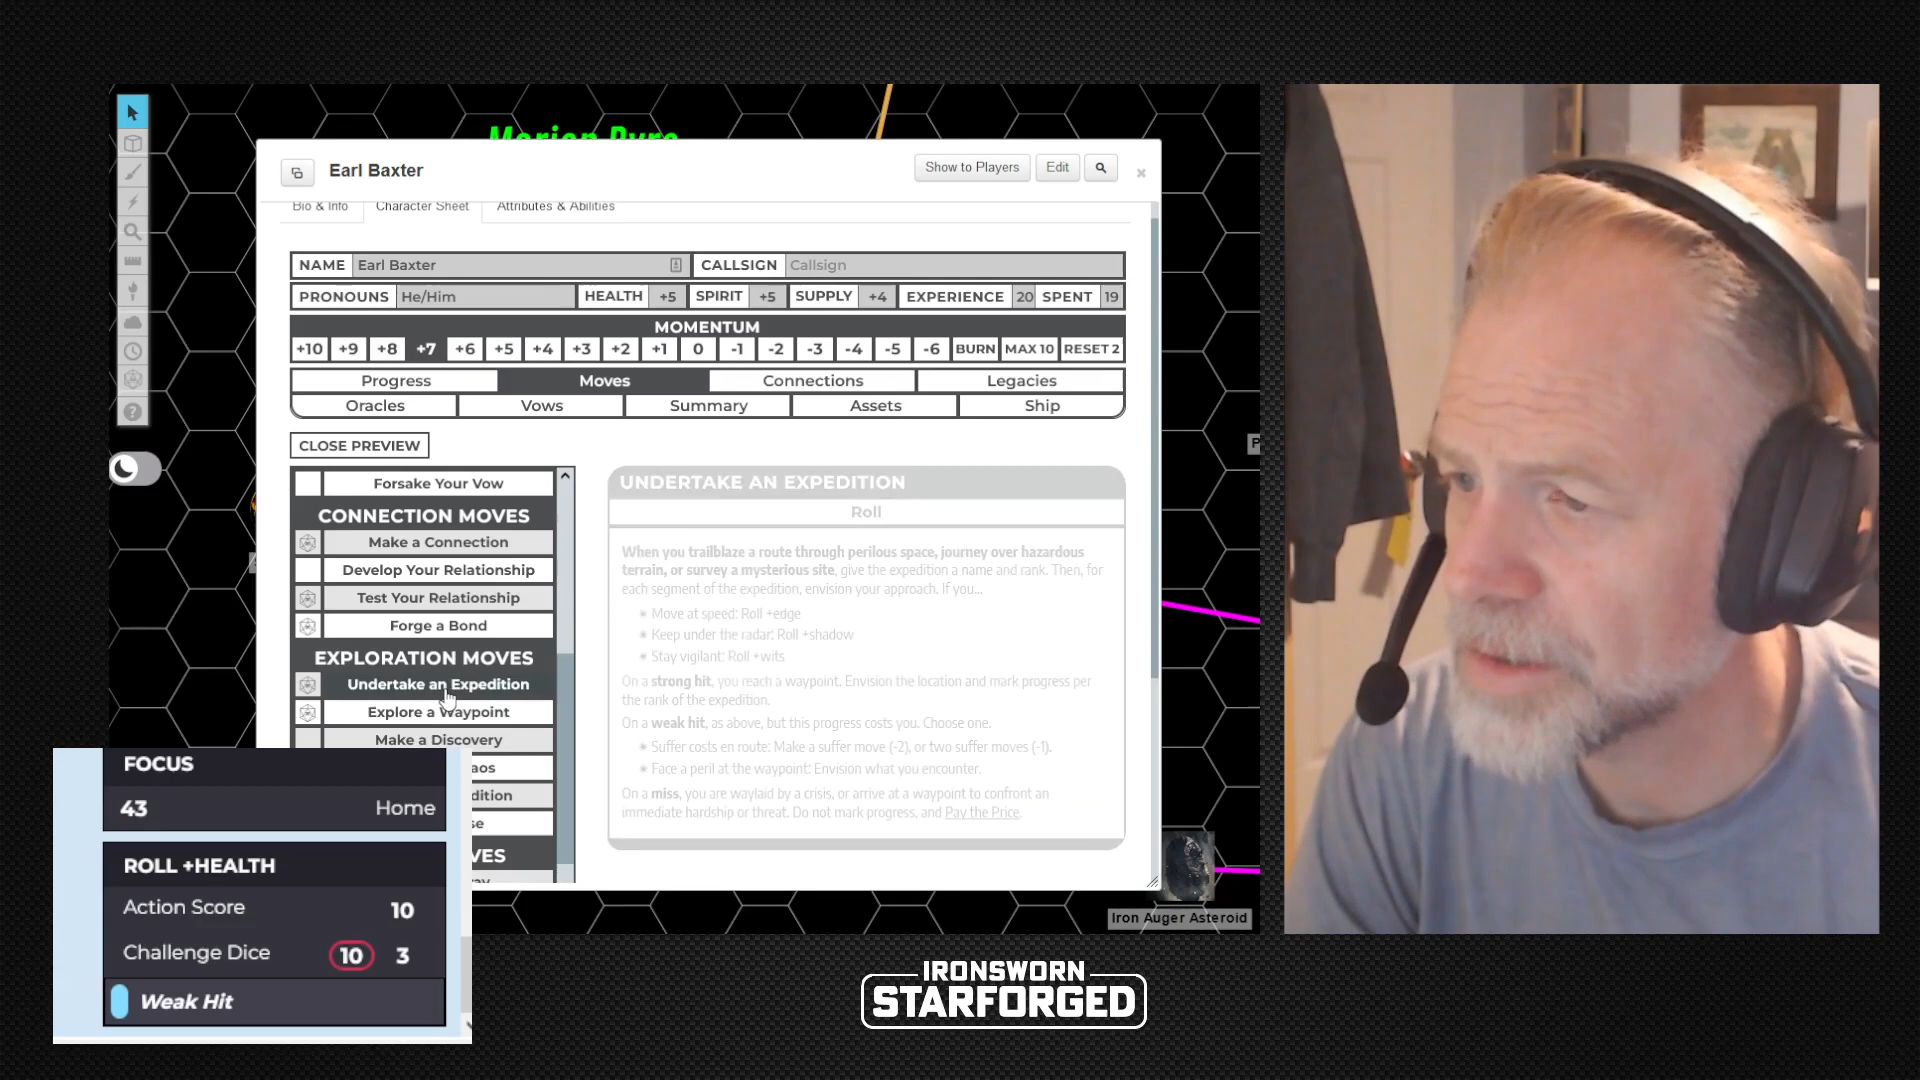 Earl Baxter
Show to Players
Edit
Bio & Info
Character Sheet
Attributes & Abilities
NAME Earl Baxter
CALLSIGN Callsign
PRONOUNS He/Him
HEALTH +5
SPIRIT +5
SUPPLY +4
EXPERIENCE 20
SPENT 19
MOMENTUM
+10 +9 +8 +7 +6 +5 +4 +3 +2 +1 0 -1 -2 -3 -4 -5 -6 BURN MAX 10 RESET 2
Progress Moves Connections Legacies
Oracles Vows Summary Assets Ship
CLOSE PREVIEW
Forsake Your Vow
CONNECTION MOVES
Make a Connection
Develop Your Relationship
Test Your Relationship
Forge a Bond
EXPLORATION MOVES
Undertake an Expedition
Explore a Waypoint
Make a Discovery
aos
dition
se
VES
UNDERTAKE AN EXPEDITION
Roll
When you trailblaze a route through perilous space, journey over hazardous
terrain, or survey a mysterious site, give the expedition a name and rank. Then, for
each segment of the expedition, envision your approach. If you...
* Move at speed: Roll +edge
* Keep under the radar: Roll +shadow
* Stay vigilant: Roll +wits
On a strong hit, you reach a waypoint. Envision the location and mark progress per
the rank of the expedition.
On a weak hit, as above, but this progress costs you. Choose one.
* Suffer costs en route: Make a suffer move (-2), or two suffer moves (-1).
* Face a peril at the waypoint: Envision what you encounter.
On a miss, you are waylaid by a crisis, or arrive at a waypoint to confront an
immediate hardship or threat. Do not mark progress, and Pay the Price.
FOCUS
43 Home
ROLL +HEALTH
Action Score 10
Challenge Dice 10 3
Weak Hit
Iron Auger Asteroid
IRONSWORN
STARFORGED